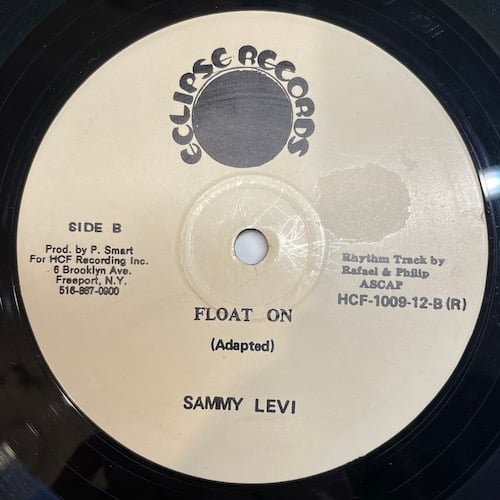 ECLIPSE RECORDS
SIDE B
Prod. by P. Smart
For HCF Recording Inc.
6 Brooklyn Ave.
Freeport, N.Y.
516-867-0900
Rhythm Track by
Rafael & Philip
ASCAP
HCF-1009-12-B (R)
FLOAT ON
(Adapted)
SAMMY LEVI